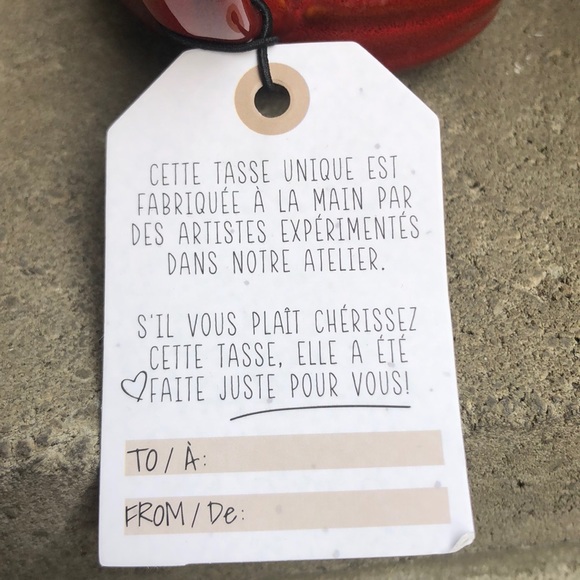 CETTE TASSE UNIQUE EST
FABRIQUÉE À LA MAIN PAR
DES ARTISTES EXPÉRIMENTÉS
DANS NOTRE ATELIER.
S'IL VOUS PLAÎT CHÉRISSEZ
CETTE TASSE, ELLE A ÉTÉ
FAITE JUSTE POUR VOUS!
TO / À:
FROM / De: